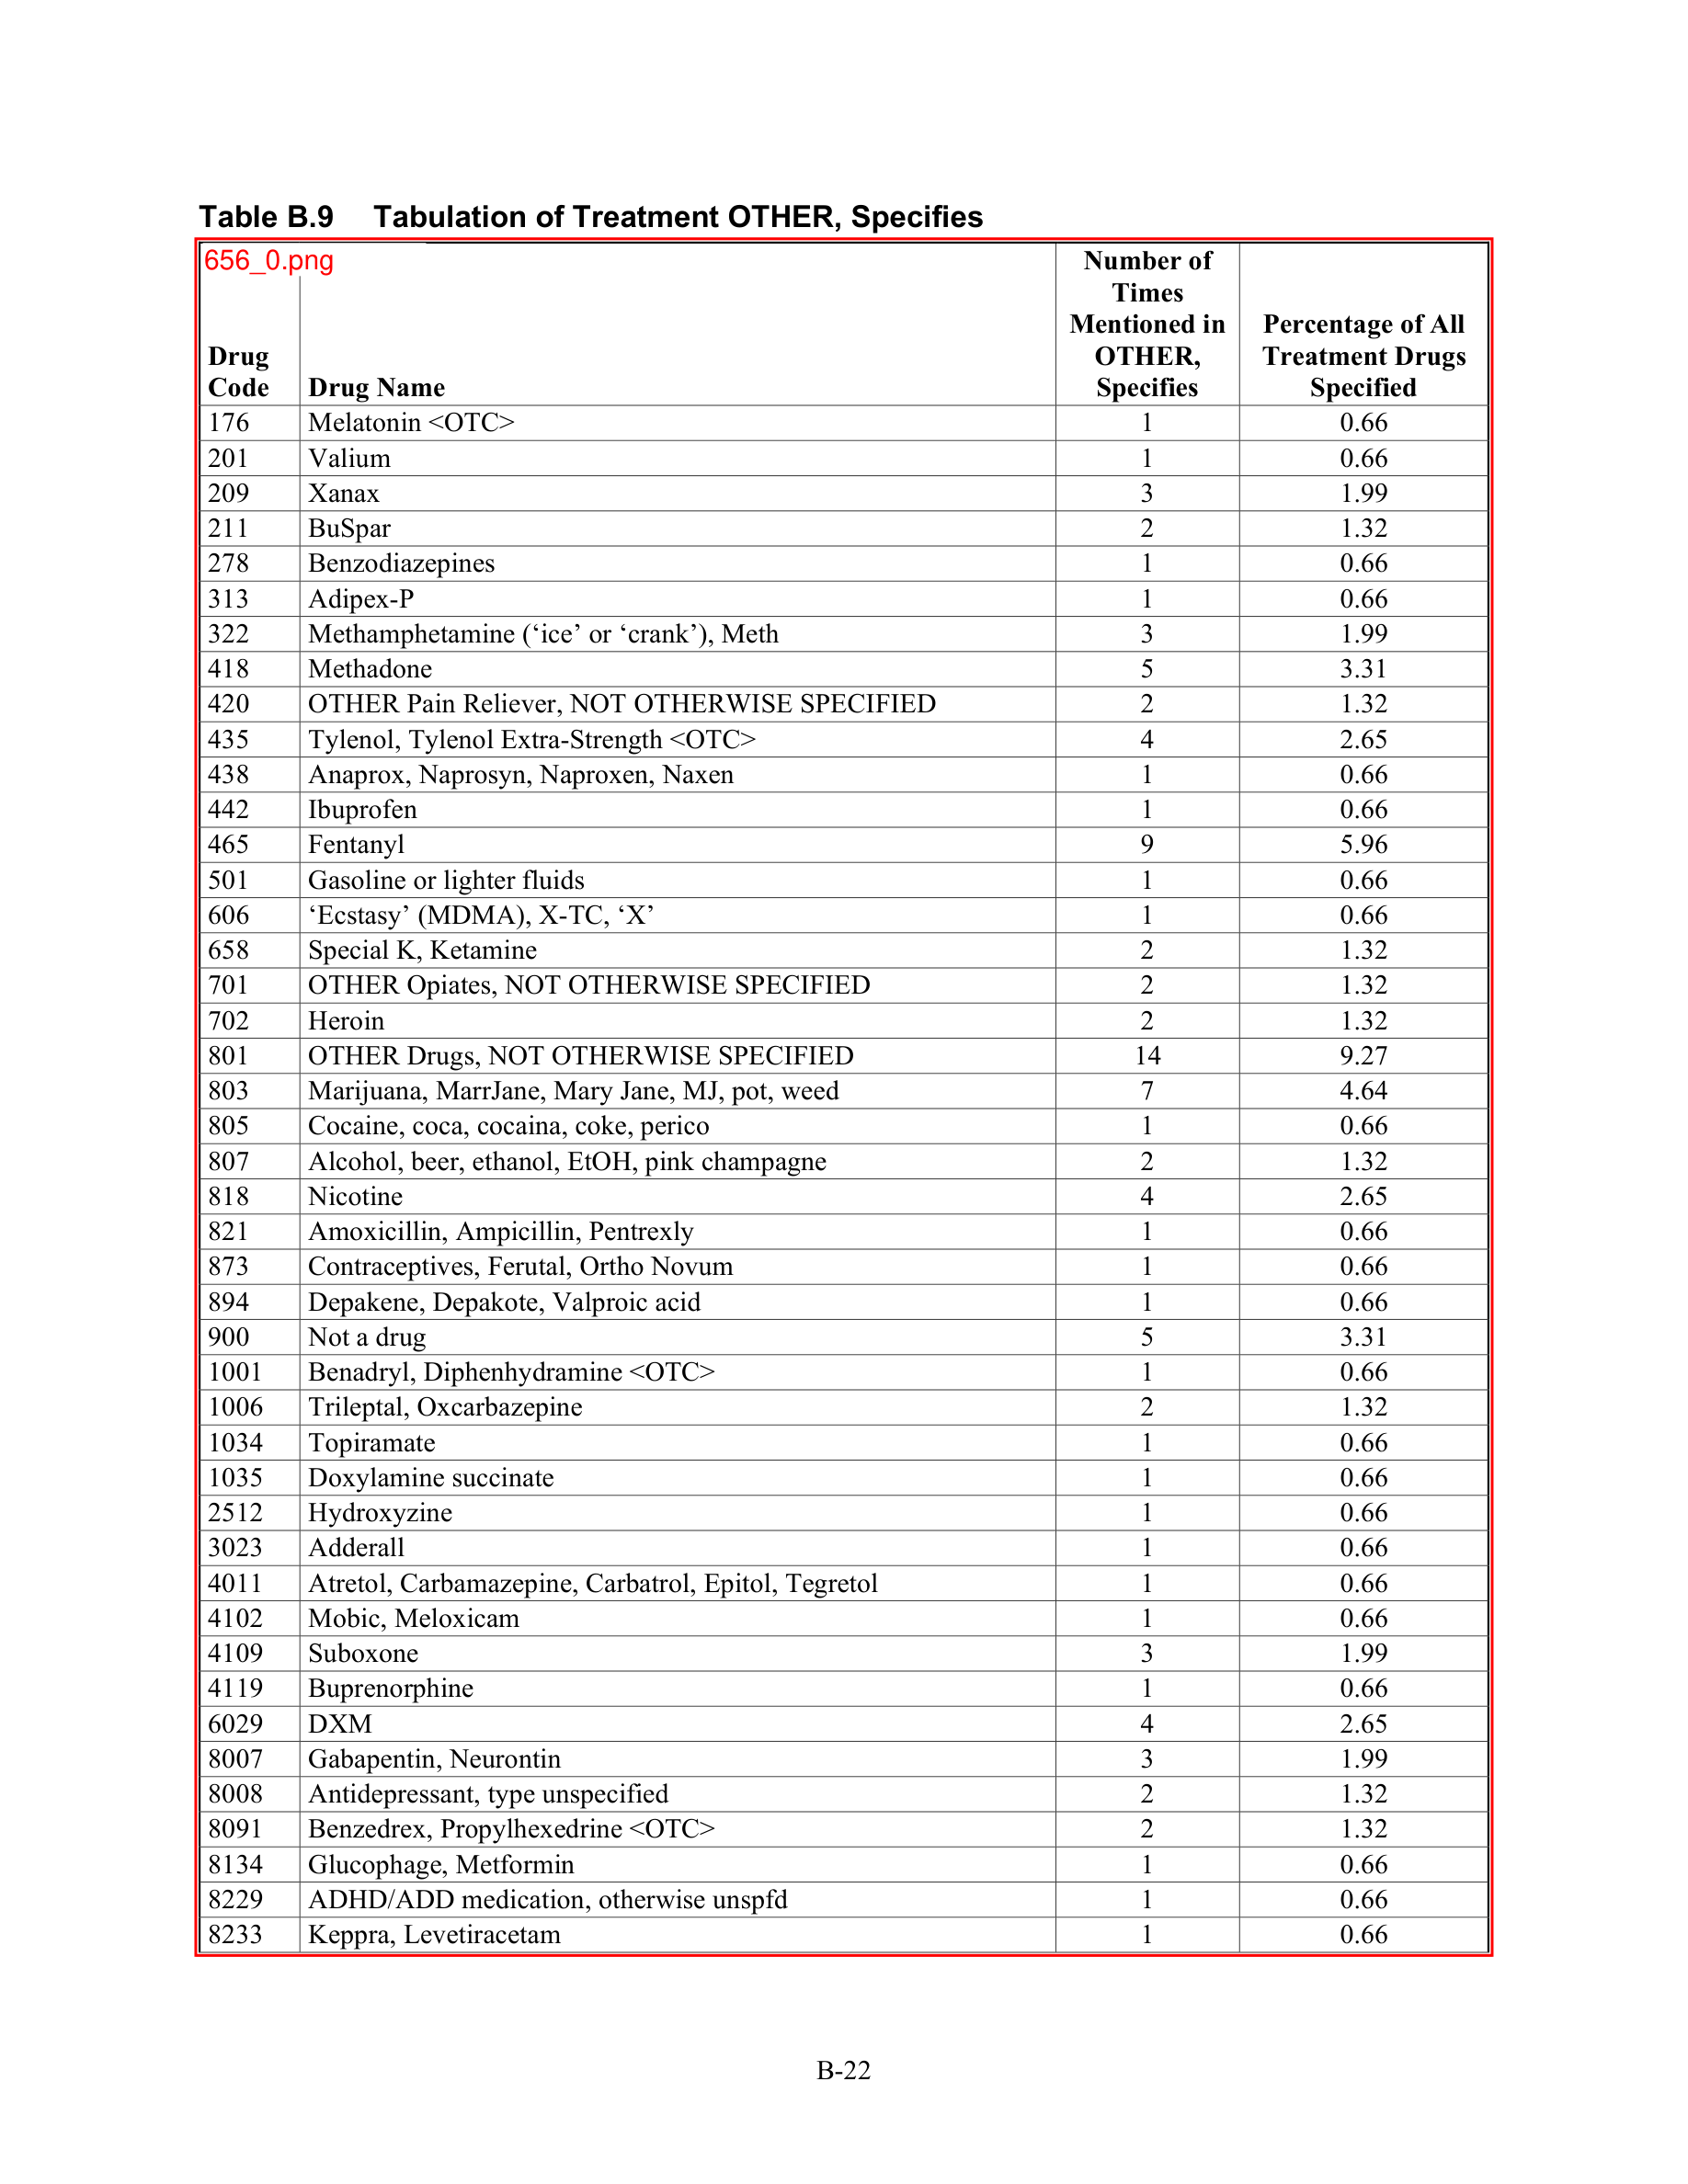 Table B.9 Tabulation of Treatment OTHER, Specifies
656_0.png
Drug Code Drug Name Number of Times Mentioned in OTHER, Specifies Percentage of All Treatment Drugs Specified
176 Melatonin <OTC> 1 0.66
201 Valium 1 0.66
209 Xanax 3 1.99
211 BuSpar 2 1.32
278 Benzodiazepines 1 0.66
313 Adipex-P 1 0.66
322 Methamphetamine (‘ice’ or ‘crank’), Meth 3 1.99
418 Methadone 5 3.31
420 OTHER Pain Reliever, NOT OTHERWISE SPECIFIED 2 1.32
435 Tylenol, Tylenol Extra-Strength <OTC> 4 2.65
438 Anaprox, Naprosyn, Naproxen, Naxen 1 0.66
442 Ibuprofen 1 0.66
465 Fentanyl 9 5.96
501 Gasoline or lighter fluids 1 0.66
606 ‘Ecstasy’ (MDMA), X-TC, ‘X’ 1 0.66
658 Special K, Ketamine 2 1.32
701 OTHER Opiates, NOT OTHERWISE SPECIFIED 2 1.32
702 Heroin 2 1.32
801 OTHER Drugs, NOT OTHERWISE SPECIFIED 14 9.27
803 Marijuana, MarrJane, Mary Jane, MJ, pot, weed 7 4.64
805 Cocaine, coca, cocaina, coke, perico 1 0.66
807 Alcohol, beer, ethanol, EtOH, pink champagne 2 1.32
818 Nicotine 4 2.65
821 Amoxicillin, Ampicillin, Pentrexly 1 0.66
873 Contraceptives, Ferutal, Ortho Novum 1 0.66
894 Depakene, Depakote, Valproic acid 1 0.66
900 Not a drug 5 3.31
1001 Benadryl, Diphenhydramine <OTC> 1 0.66
1006 Trileptal, Oxcarbazepine 2 1.32
1034 Topiramate 1 0.66
1035 Doxylamine succinate 1 0.66
2512 Hydroxyzine 1 0.66
3023 Adderall 1 0.66
4011 Atretol, Carbamazepine, Carbatrol, Epitol, Tegretol 1 0.66
4102 Mobic, Meloxicam 1 0.66
4109 Suboxone 3 1.99
4119 Buprenorphine 1 0.66
6029 DXM 4 2.65
8007 Gabapentin, Neurontin 3 1.99
8008 Antidepressant, type unspecified 2 1.32
8091 Benzedrex, Propylhexedrine <OTC> 2 1.32
8134 Glucophage, Metformin 1 0.66
8229 ADHD/ADD medication, otherwise unspfd 1 0.66
8233 Keppra, Levetiracetam 1 0.66
B-22